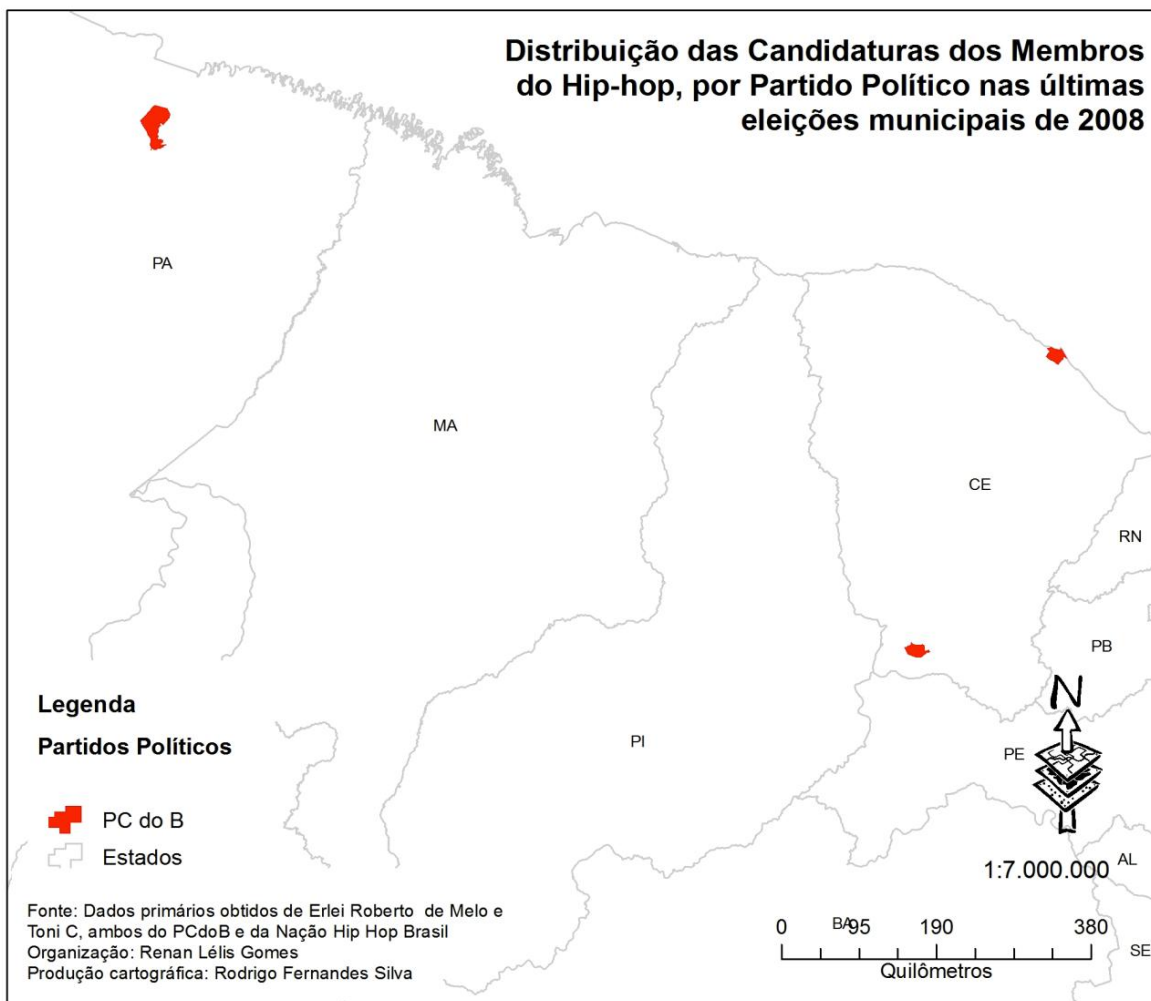 Distribuição das Candidaturas dos Membros
do Hip-hop, por Partido Político nas últimas
eleições municipais de 2008
PA
MA
CE
RN
PB
PI
PE
AL
BA
SE
N
1:7.000.000
0 95 190 380
Quilômetros
Legenda
Partidos Políticos
PC do B
Estados
Fonte: Dados primários obtidos de Erlei Roberto de Melo e
Toni C, ambos do PCdoB e da Nação Hip Hop Brasil
Organização: Renan Lélis Gomes
Produção cartográfica: Rodrigo Fernandes Silva